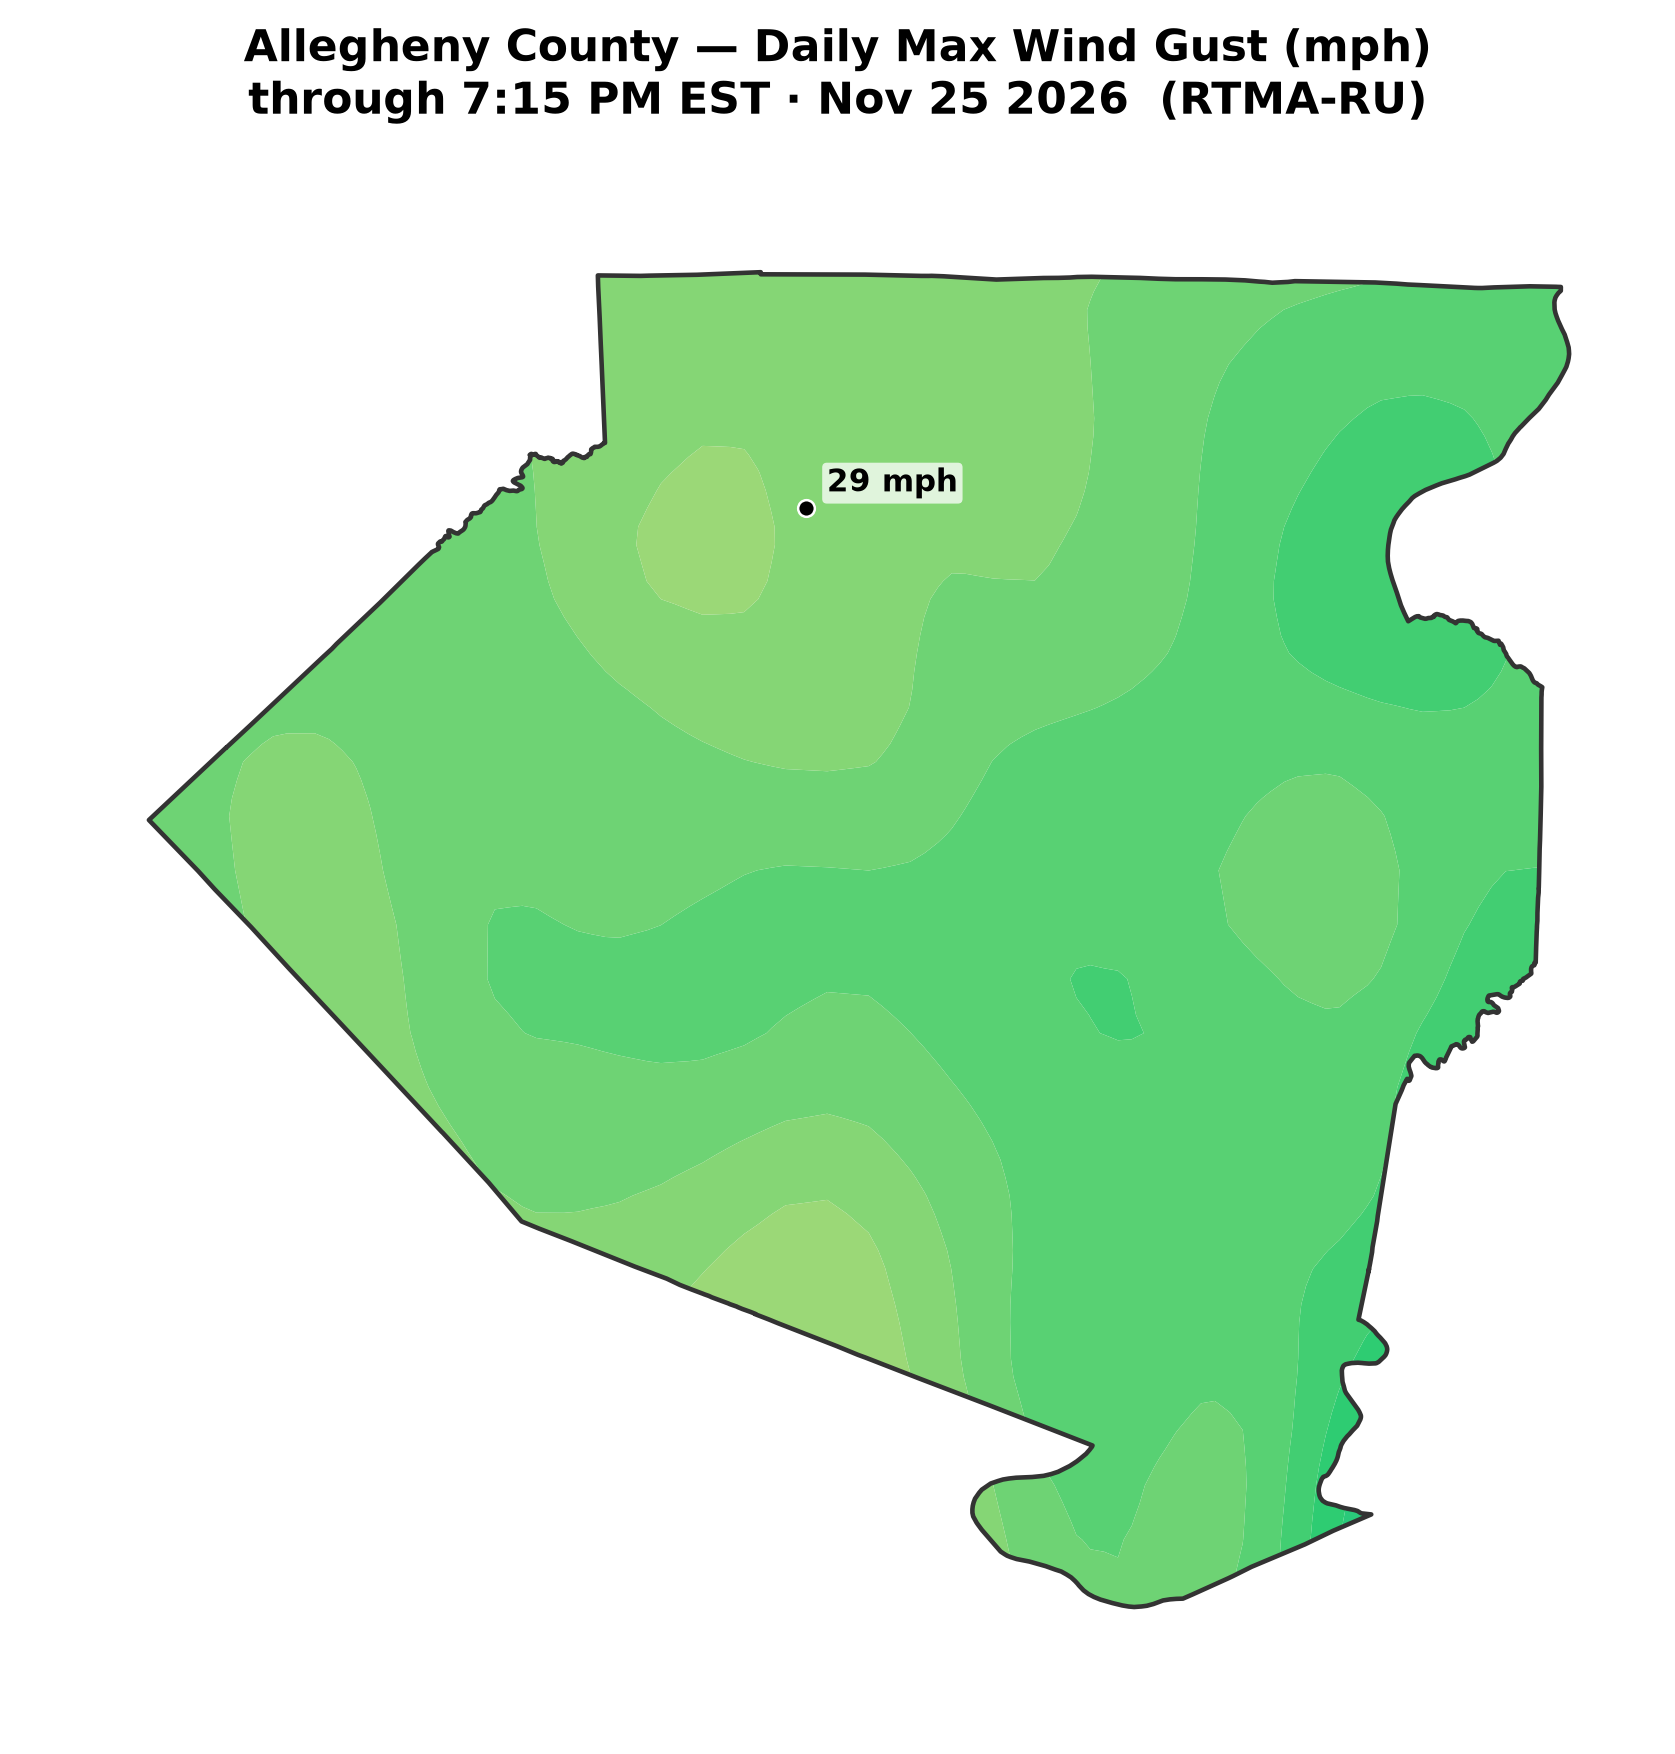 Allegheny County — Daily Max Wind Gust (mph)
through 7:15 PM EST · Nov 25 2026  (RTMA-RU)
29 mph